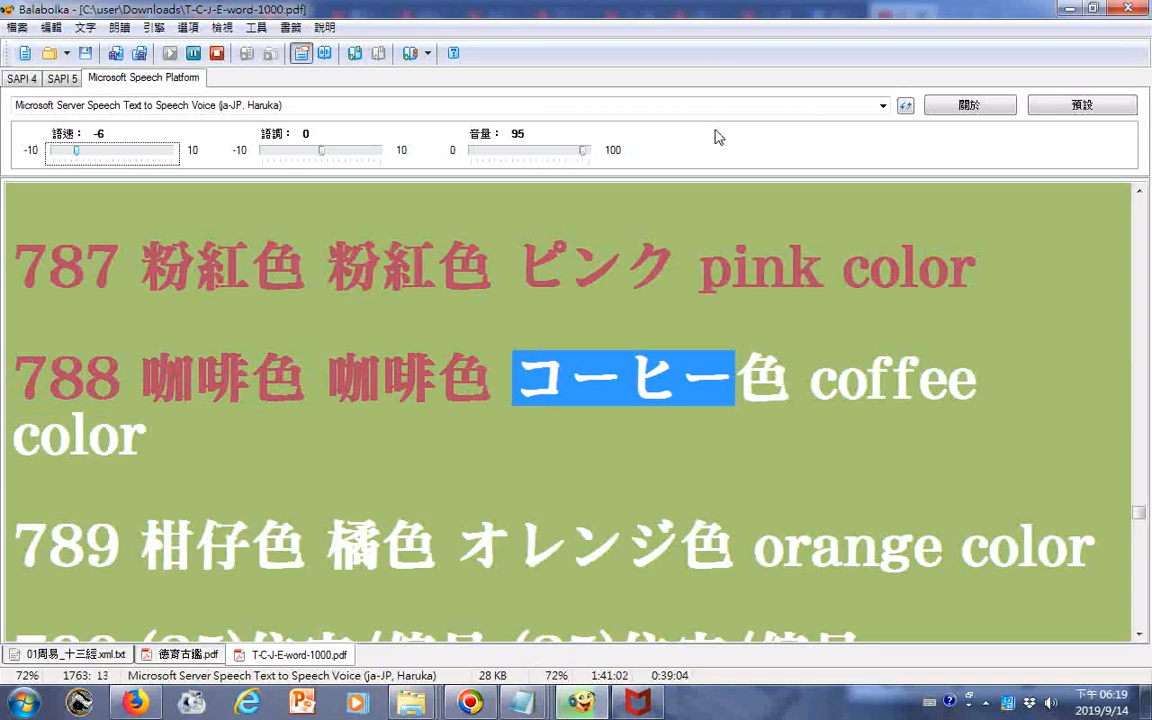 Balabolka - [C:\user\Downloads\T-C-J-E-word-1000.pdf]
檔案 編輯 文字 朗讀 引擎 選項 檢視 工具 書籤 說明
SAPI 4 SAPI 5 Microsoft Speech Platform
Microsoft Server Speech Text to Speech Voice (ja-JP, Haruka) 關於 預設
語速： -6 語調： 0 音量： 95
-10 10 -10 10 0 100
787 粉紅色 粉紅色 ピンク pink color
788 咖啡色 咖啡色 コーヒー色 coffee
color
789 柑仔色 橘色 オレンジ色 orange color
01周易_十三經.xml.txt 德育古鑑.pdf T-C-J-E-word-1000.pdf
72% 1763: 13 Microsoft Server Speech Text to Speech Voice (ja-JP, Haruka) 28 KB 72% 1:41:02 0:39:04
下午 06:19
2019/9/14